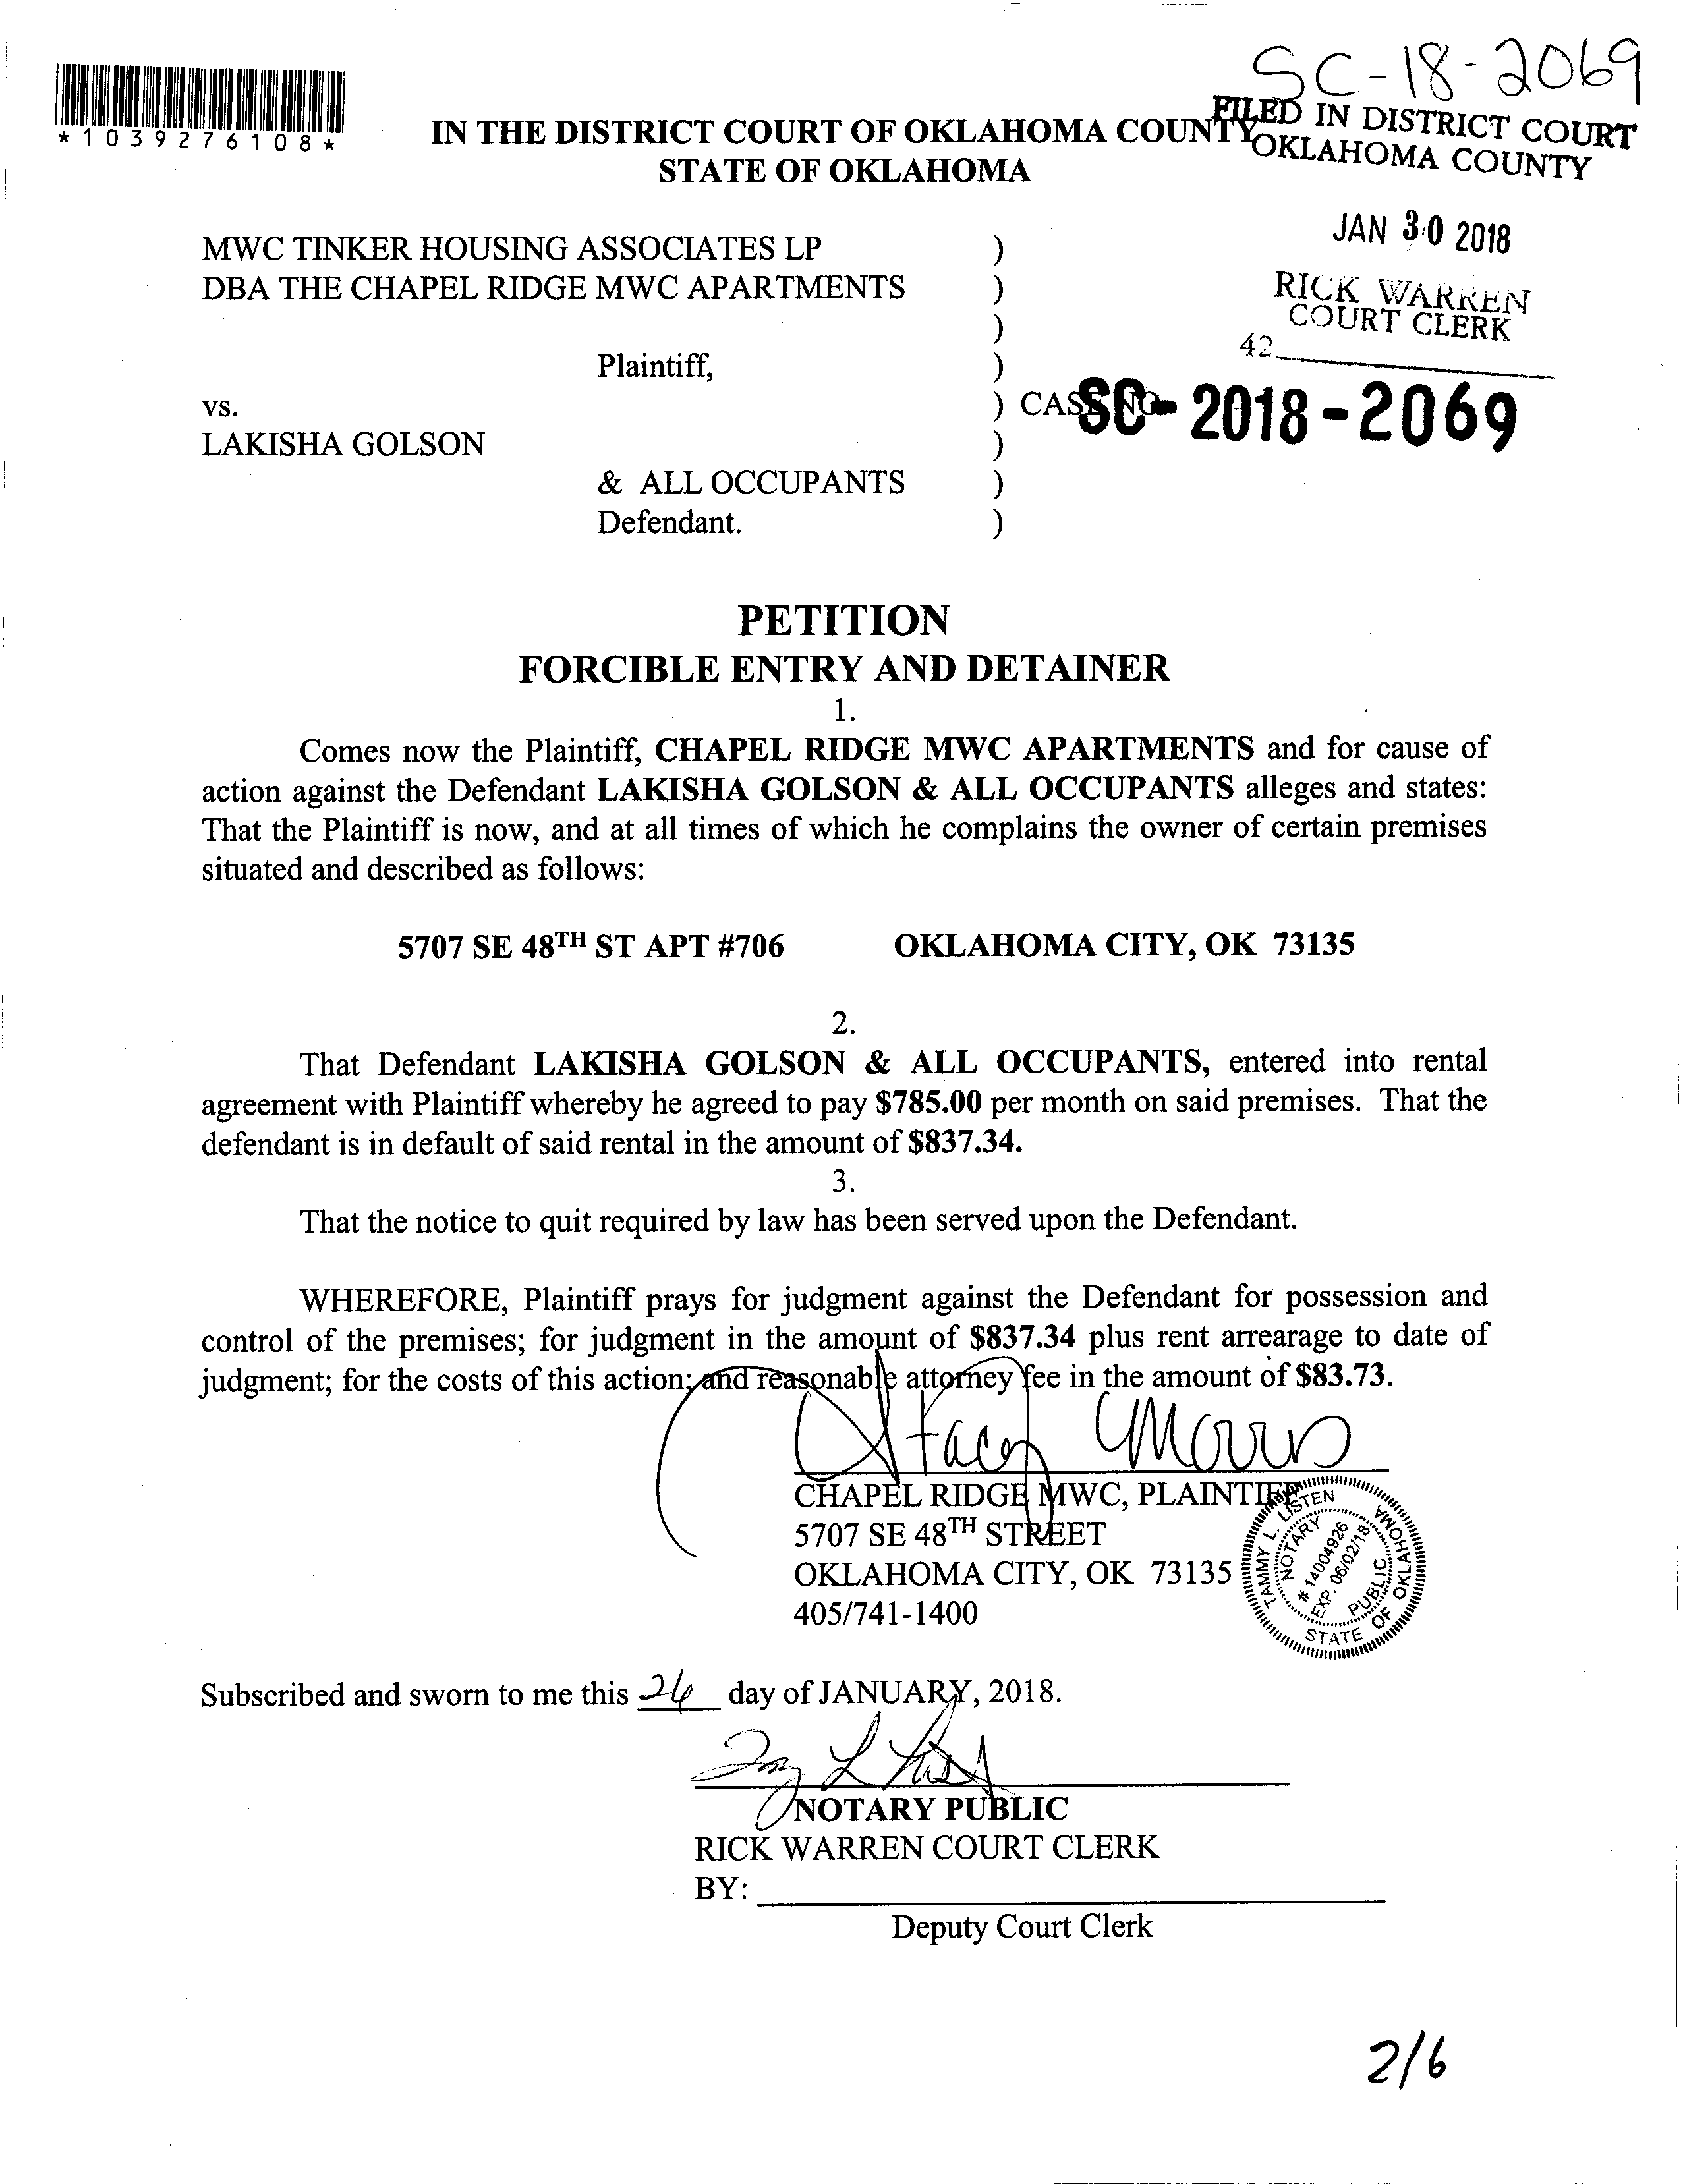 SC-18-2069
*1039276108*
IN THE DISTRICT COURT OF OKLAHOMA COUNTY
STATE OF OKLAHOMA
FILED IN DISTRICT COURT
OKLAHOMA COUNTY
JAN 30 2018
RICK WARREN
COURT CLERK
42
MWC TINKER HOUSING ASSOCIATES LP )
DBA THE CHAPEL RIDGE MWC APARTMENTS )
)
Plaintiff, )
vs. ) CASE NO.
SC-2018-2069
LAKISHA GOLSON )
& ALL OCCUPANTS )
Defendant. )
PETITION
FORCIBLE ENTRY AND DETAINER
1.
Comes now the Plaintiff, CHAPEL RIDGE MWC APARTMENTS and for cause of
action against the Defendant LAKISHA GOLSON & ALL OCCUPANTS alleges and states:
That the Plaintiff is now, and at all times of which he complains the owner of certain premises
situated and described as follows:
5707 SE 48TH ST APT #706 OKLAHOMA CITY, OK 73135
2.
That Defendant LAKISHA GOLSON & ALL OCCUPANTS, entered into rental
agreement with Plaintiff whereby he agreed to pay $785.00 per month on said premises. That the
defendant is in default of said rental in the amount of $837.34.
3.
That the notice to quit required by law has been served upon the Defendant.
WHEREFORE, Plaintiff prays for judgment against the Defendant for possession and
control of the premises; for judgment in the amount of $837.34 plus rent arrearage to date of
judgment; for the costs of this action; and reasonable attorney fee in the amount of $83.73.
Stacy Morris
CHAPEL RIDGE MWC, PLAINTIFF
5707 SE 48TH STREET
OKLAHOMA CITY, OK 73135
405/741-1400
TAMMY L. LISTEN
NOTARY
# 14004926
EXP. 06/02/18
PUBLIC
STATE OF OKLAHOMA
Subscribed and sworn to me this 26 day of JANUARY, 2018.
NOTARY PUBLIC
RICK WARREN COURT CLERK
BY:
Deputy Court Clerk
2/6